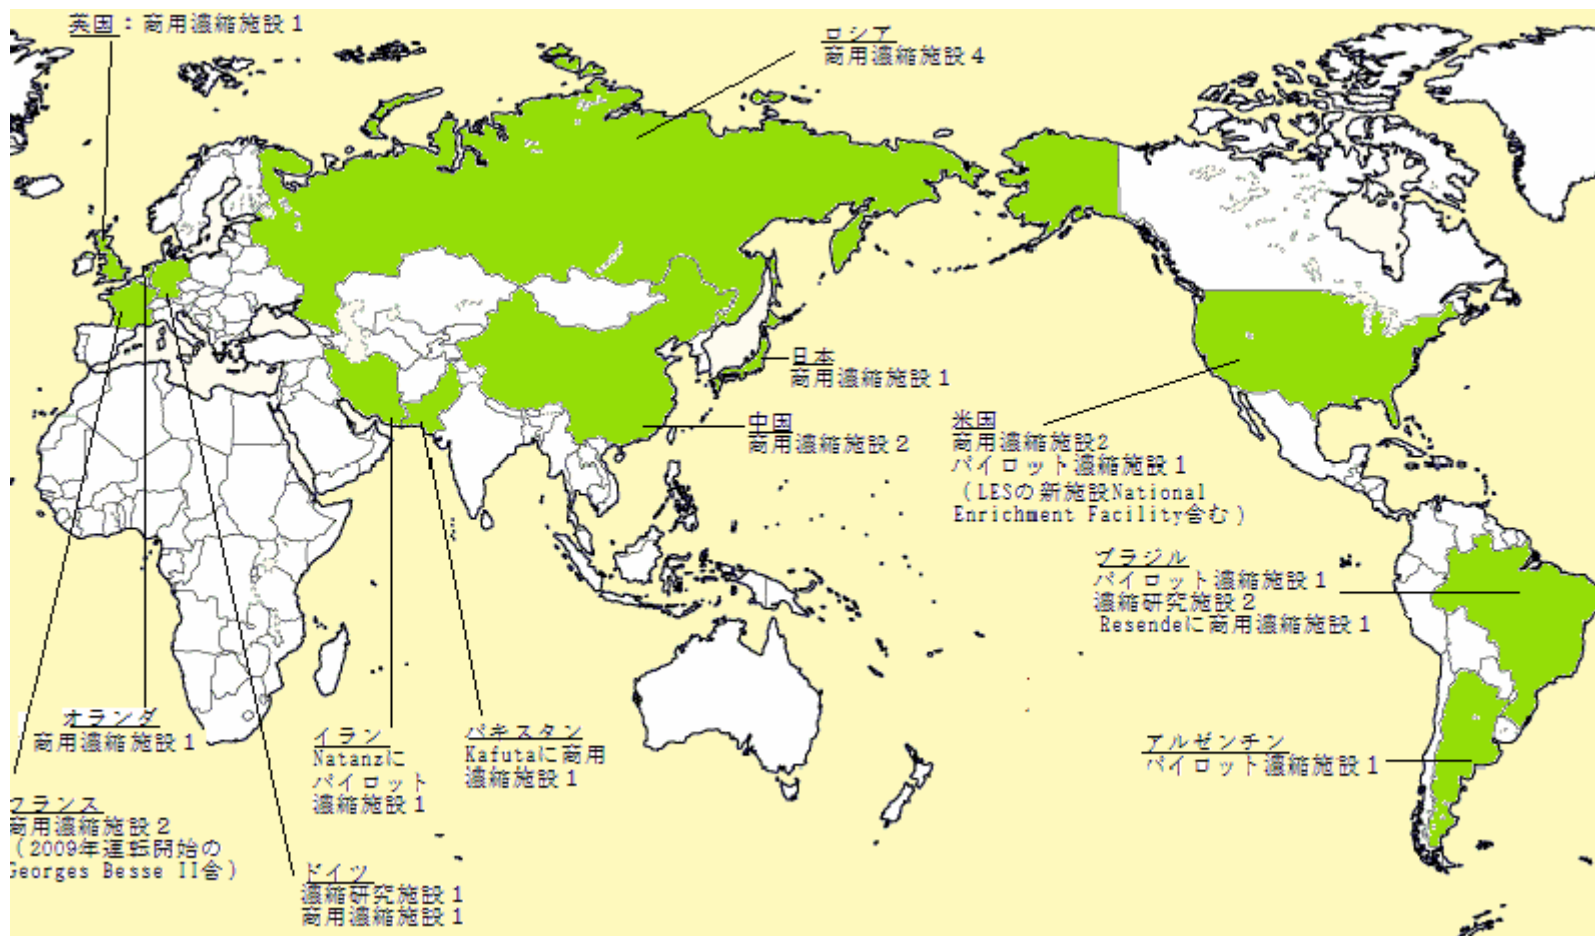 英国：商用濃縮施設１
ロシア
商用濃縮施設４
日本
商用濃縮施設１
中国
商用濃縮施設２
米国
商用濃縮施設2
パイロット濃縮施設１
（LESの新施設National
Enrichment Facility含む）
ブラジル
パイロット濃縮施設１
濃縮研究施設２
Resendeに商用濃縮施設１
アルゼンチン
パイロット濃縮施設１
オランダ
商用濃縮施設１
イラン
Natanzに
パイロット
濃縮施設１
パキスタン
Kafutaに商用
濃縮施設１
フランス
商用濃縮施設２
（2009年運転開始の
Georges Besse II含）
ドイツ
濃縮研究施設１
商用濃縮施設１